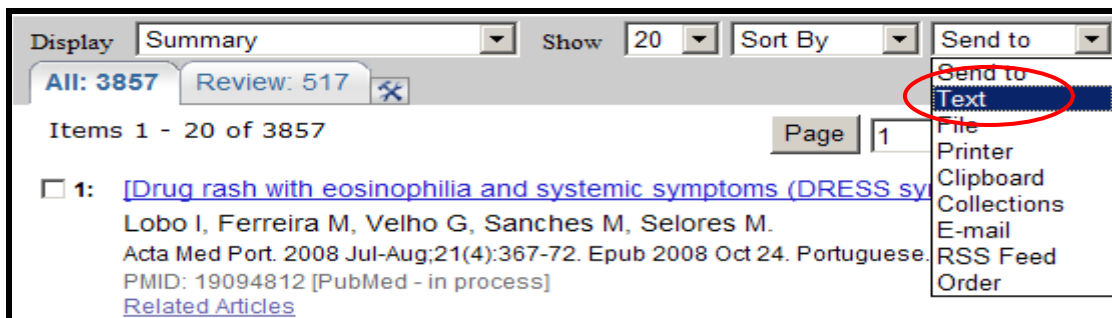 Display Summary Show 20 Sort By Send to
All: 3857 Review: 517 Send to
Text
Items 1 - 20 of 3857 Page 1 File
Printer
1: [Drug rash with eosinophilia and systemic symptoms (DRESS Clipboard
Collections
Lobo I, Ferreira M, Velho G, Sanches M, Selores M. E-mail
Acta Med Port. 2008 Jul-Aug;21(4):367-72. Epub 2008 Oct 24. Portuguese. RSS Feed
PMID: 19094812 [PubMed - in process] Order
Related Articles